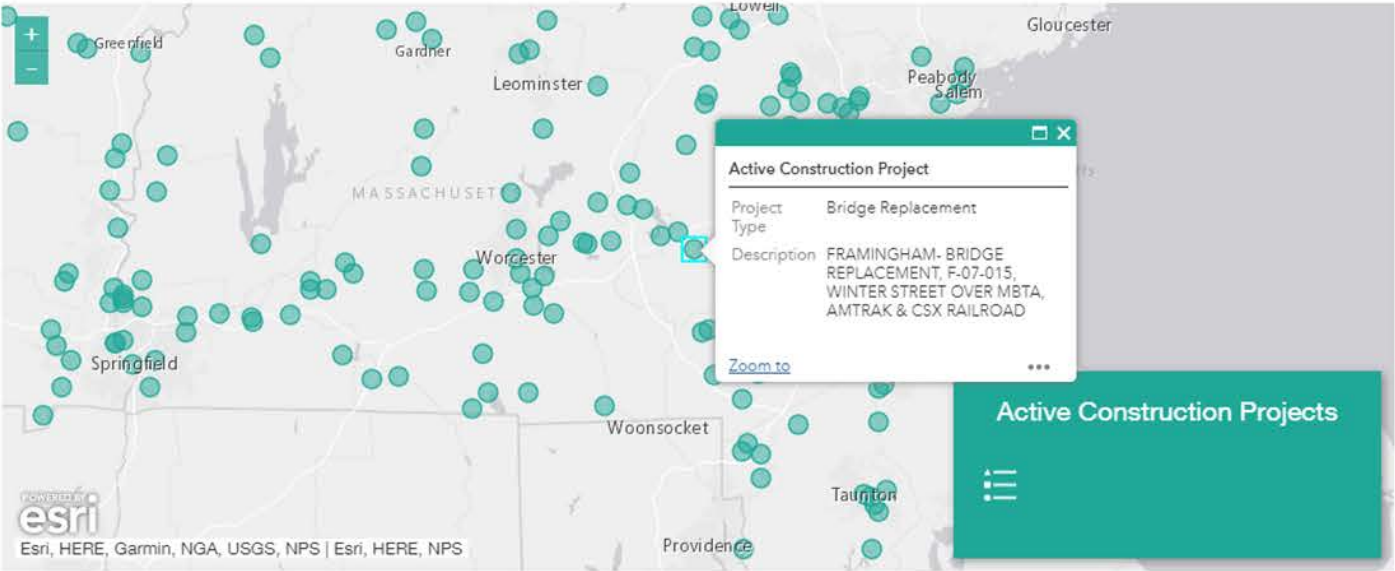 Lowell
Gloucester
+
Greenfield
Gardner
–
Leominster
Peabody
Salem
Active Construction Project
MASSACHUSET
Project Type
Bridge Replacement
Worcester
Description
FRAMINGHAM- BRIDGE
REPLACEMENT, F-07-015,
WINTER STREET OVER MBTA,
AMTRAK & CSX RAILROAD
Springfield
Zoom to
Active Construction Projects
Woonsocket
Taunton
POWERED BY
esri
Esri, HERE, Garmin, NGA, USGS, NPS | Esri, HERE, NPS
Providence